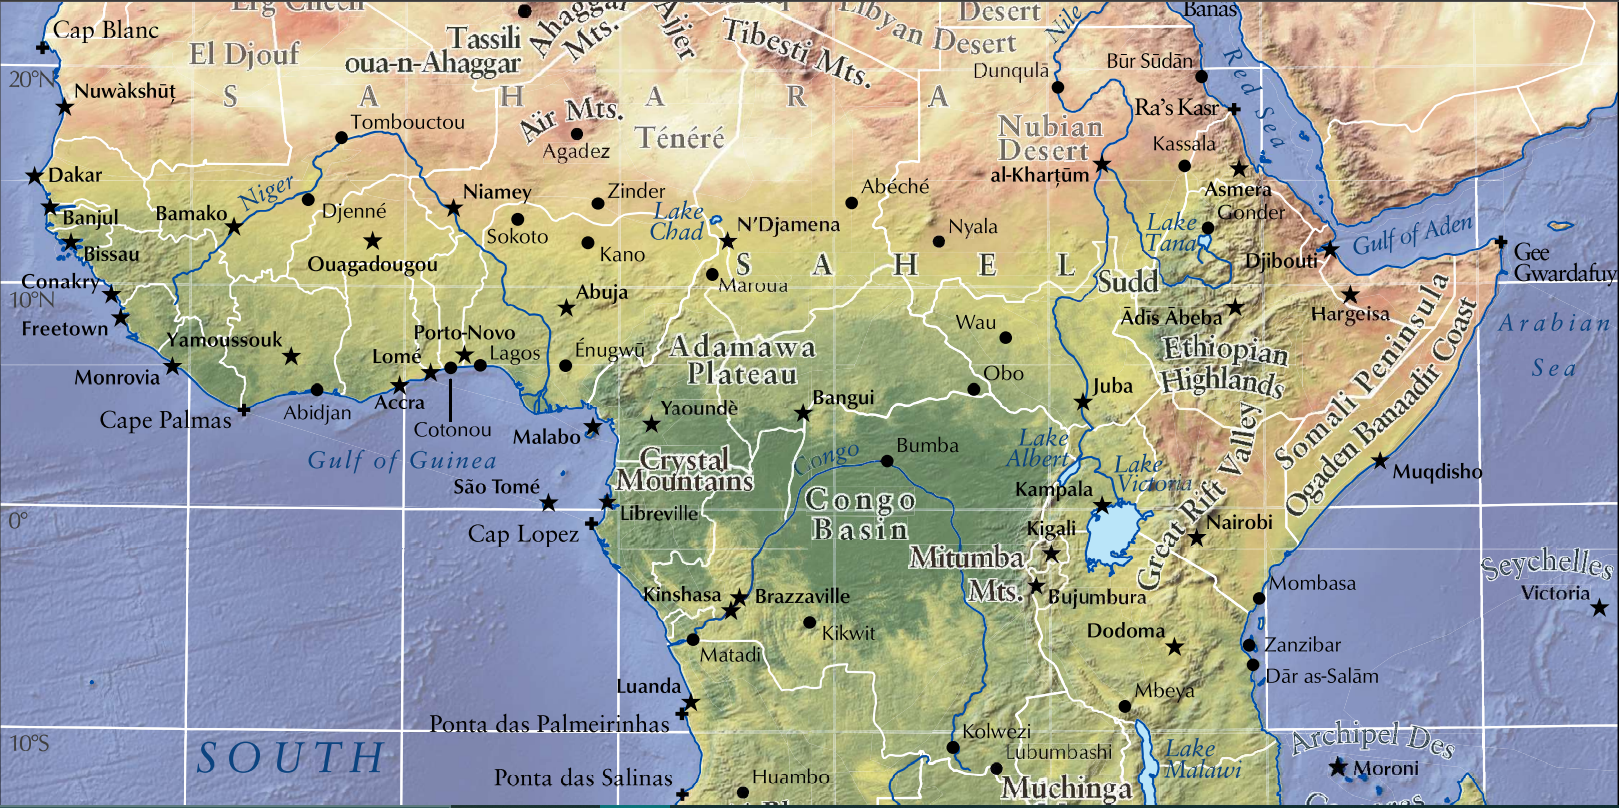 Erg Chech
Cap Blanc
El Djouf
Tassili
oua-n-Ahaggar
Ahaggar
Mts.
Ajjer
Tibesti Mts.
Libyan Desert
Desert
Nile
Banas
Red Sea
20°N
Nuwàkshūţ
S A H A R A
Dunqulā
Būr Sūdān
Ra's Kasr
Tombouctou
Aïr Mts.
Agadez
Ténéré
Nubian
Desert
al-Kharţūm
Kassala
Asmera
Dakar
Banjul
Bissau
Bamako
Niger
Djenné
Niamey
Sokoto
Zinder
Kano
Lake
Chad
N'Djamena
Abéché
Nyala
Gonder
Lake
Tana
Djibouti
Gulf of Aden
Gee
Gwardafuy
Ouagadougou
Maroua
S A H E L
Sudd
Conakry
10°N
Freetown
Abuja
Wau
Ādīs Ābeba
Hargeisa
Arabian
Sea
Yamoussouk
Porto-Novo
Lomé
Lagos
Énugwū
Adamawa
Plateau
Ethiopian
Highlands
Somali Peninsula
Ogaden Banaadir Coast
Monrovia
Cape Palmas
Abidjan
Accra
Cotonou
Malabo
Yaoundè
Bangui
Obo
Juba
Gulf of Guinea
Crystal
Mountains
Congo
Bumba
Lake
Albert
Lake
Victoria
Great Rift Valley
Muqdisho
São Tomé
Libreville
Congo
Basin
Kampala
0°
Cap Lopez
Kigali
Nairobi
Mitumba
Mts.
Seychelles
Victoria
Kinshasa
Brazzaville
Bujumbura
Mombasa
Kikwit
Dodoma
Zanzibar
Matadi
Dār as-Salām
Luanda
Mbeya
Ponta das Palmeirinhas
10°S
SOUTH
Kolwezi
Lubumbashi
Lake
Malawi
Archipel Des
Moroni
Ponta das Salinas
Huambo
Muchinga